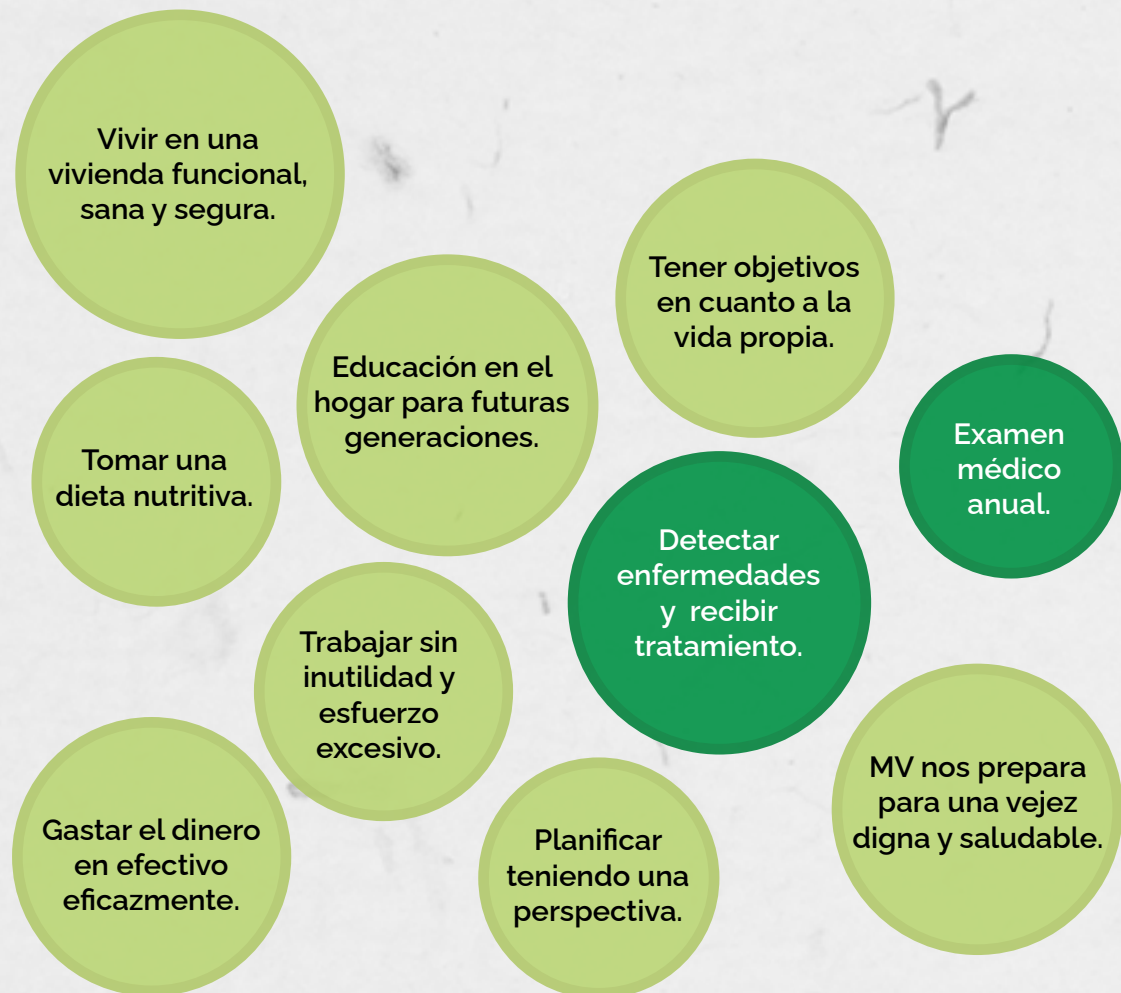 Vivir en una
vivienda funcional,
sana y segura.
Tener objetivos
en cuanto a la
vida propia.
Educación en el
hogar para futuras
generaciones.
Examen
médico
anual.
Tomar una
dieta nutritiva.
Detectar
enfermedades
y recibir
tratamiento.
Trabajar sin
inutilidad y
esfuerzo
excesivo.
MV nos prepara
para una vejez
digna y saludable.
Gastar el dinero
en efectivo
eficazmente.
Planificar
teniendo una
perspectiva.